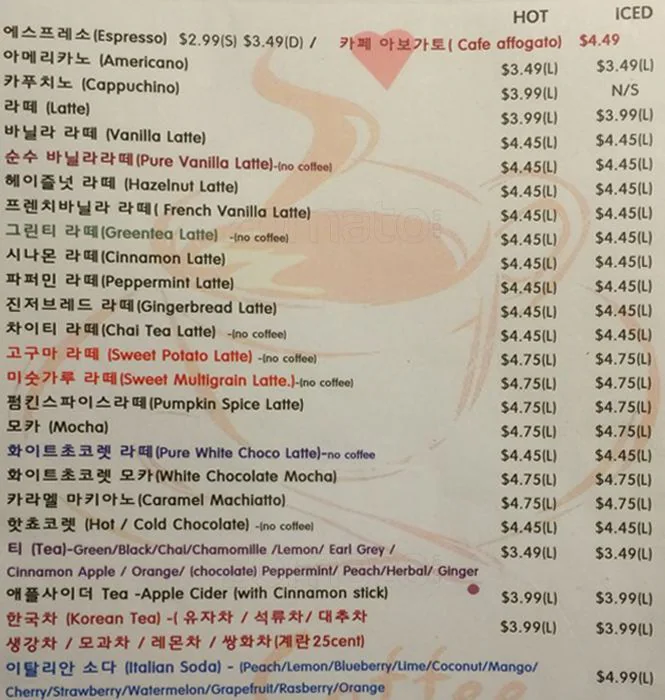 HOT ICED
에스프레소(Espresso) $2.99(S) $3.49(D) / 카페 아보가토( Cafe affogato) $4.49
아메리카노 (Americano) $3.49(L) $3.49(L)
카푸치노 (Cappuchino) $3.99(L) N/S
라떼 (Latte) $3.99(L) $3.99(L)
바닐라 라떼 (Vanilla Latte) $4.45(L) $4.45(L)
순수 바닐라라떼(Pure Vanilla Latte)-(no coffee) $4.45(L) $4.45(L)
헤이즐넛 라떼 (Hazelnut Latte) $4.45(L) $4.45(L)
프렌치바닐라 라떼( French Vanilla Latte) $4.45(L) $4.45(L)
그린티 라떼(Greentea Latte) -(no coffee) $4.45(L) $4.45(L)
시나몬 라떼(Cinnamon Latte) $4.45(L) $4.45(L)
파퍼민 라떼(Peppermint Latte) $4.45(L) $4.45(L)
진저브레드 라떼(Gingerbread Latte) $4.45(L) $4.45(L)
차이티 라떼(Chai Tea Latte) -(no coffee) $4.45(L) $4.45(L)
고구마 라떼 (Sweet Potato Latte) -(no coffee) $4.75(L) $4.75(L)
미숫가루 라떼(Sweet Multigrain Latte.)-(no coffee) $4.75(L) $4.75(L)
펌킨스파이스라떼(Pumpkin Spice Latte) $4.75(L) $4.75(L)
모카 (Mocha) $4.75(L) $4.75(L)
화이트초코렛 라떼(Pure White Choco Latte)-no coffee $4.45(L) $4.45(L)
화이트초코렛 모카(White Chocolate Mocha) $4.75(L) $4.75(L)
카라멜 마키아노(Caramel Machiatto) $4.75(L) $4.75(L)
핫쵸코렛 (Hot / Cold Chocolate) -(no coffee) $4.45(L) $4.45(L)
티 (Tea)-Green/Black/Chai/Chamomille /Lemon/ Earl Grey / $3.49(L) $3.49(L)
Cinnamon Apple / Orange/ (chocolate) Peppermint/ Peach/Herbal/ Ginger
애플사이더 Tea -Apple Cider (with Cinnamon stick) $3.99(L) $3.99(L)
한국차 (Korean Tea) -( 유자차 / 석류차/ 대추차 $3.99(L) $3.99(L)
생강차 / 모과차 / 레몬차 / 쌍화차(계란25cent)
이탈리안 소다 (Italian Soda) - (Peach/Lemon/Blueberry/Lime/Coconut/Mango/ $4.99(L)
Cherry/Strawberry/Watermelon/Grapefruit/Rasberry/Orange